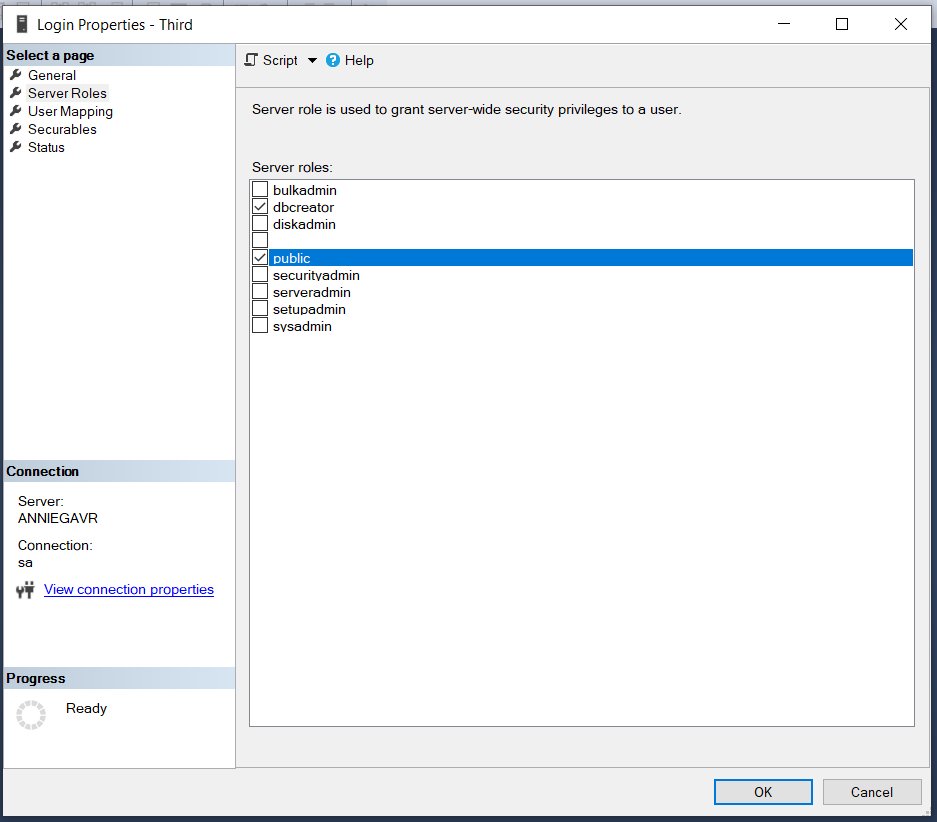 Login Properties - Third
Select a page
General
Server Roles
User Mapping
Securables
Status
Script
Help
Server role is used to grant server-wide security privileges to a user.
Server roles:
bulkadmin
dbcreator
diskadmin
public
securityadmin
serveradmin
setupadmin
sysadmin
Connection
Server:
ANNIEGAVR
Connection:
sa
View connection properties
Progress
Ready
OK
Cancel